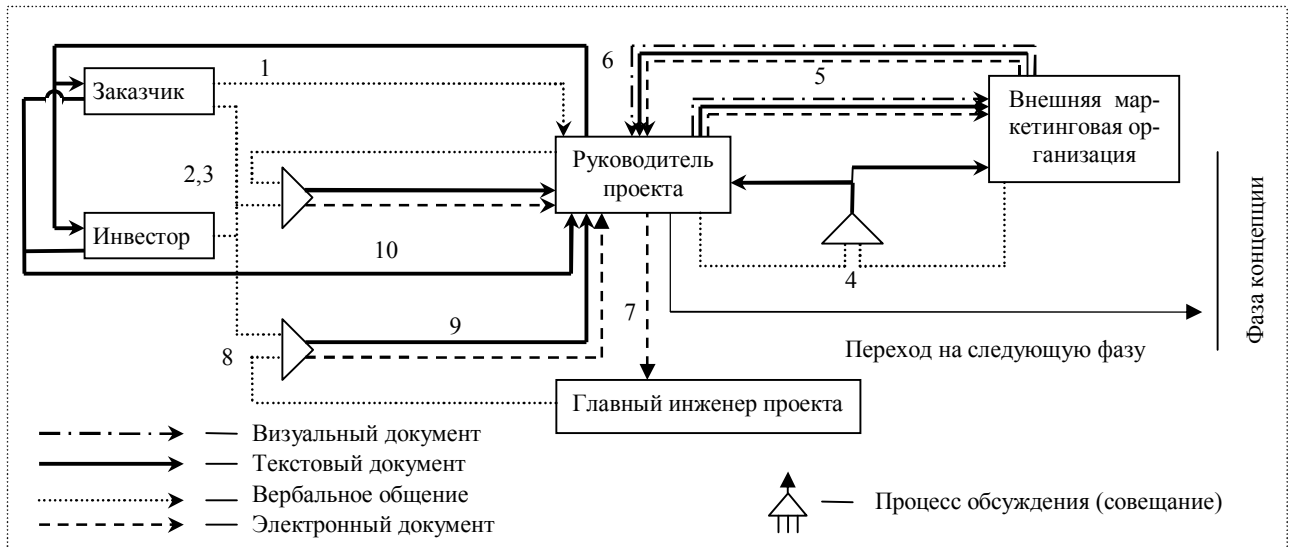 6
1
5
Заказчик
Внешняя мар-
кетинговая ор-
ганизация
Руководитель
проекта
2,3
Инвестор
10
4
Фаза концепции
9
7
8
Переход на следующую фазу
Главный инженер проекта
Визуальный документ
Текстовый документ
Вербальное общение
Процесс обсуждения (совещание)
Электронный документ